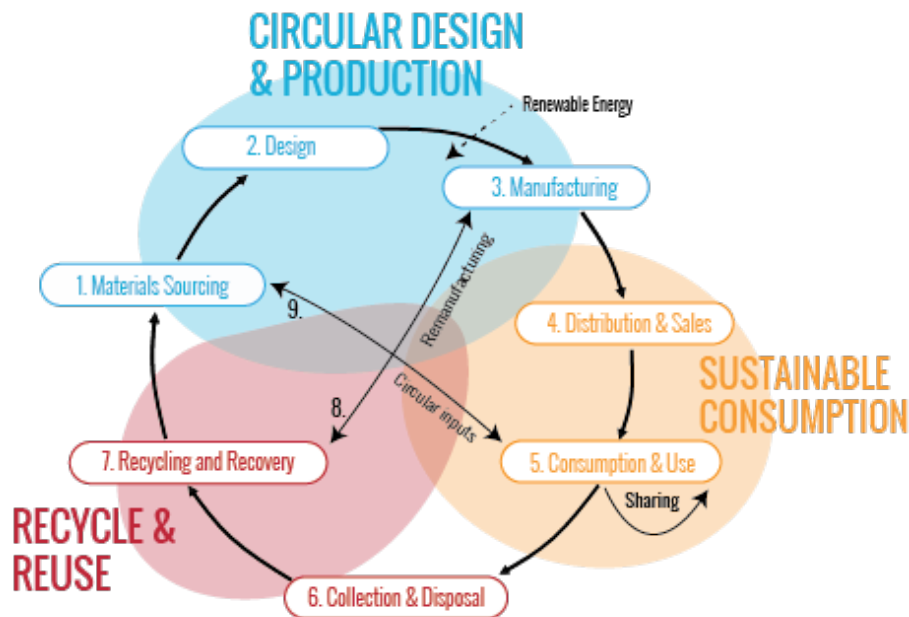 CIRCULAR DESIGN
& PRODUCTION
Renewable Energy
2. Design
3. Manufacturing
1. Materials Sourcing
9.
Remanufacturing
4. Distribution & Sales
SUSTAINABLE
CONSUMPTION
8.
Circular inputs
7. Recycling and Recovery
5. Consumption & Use
Sharing
RECYCLE &
REUSE
6. Collection & Disposal